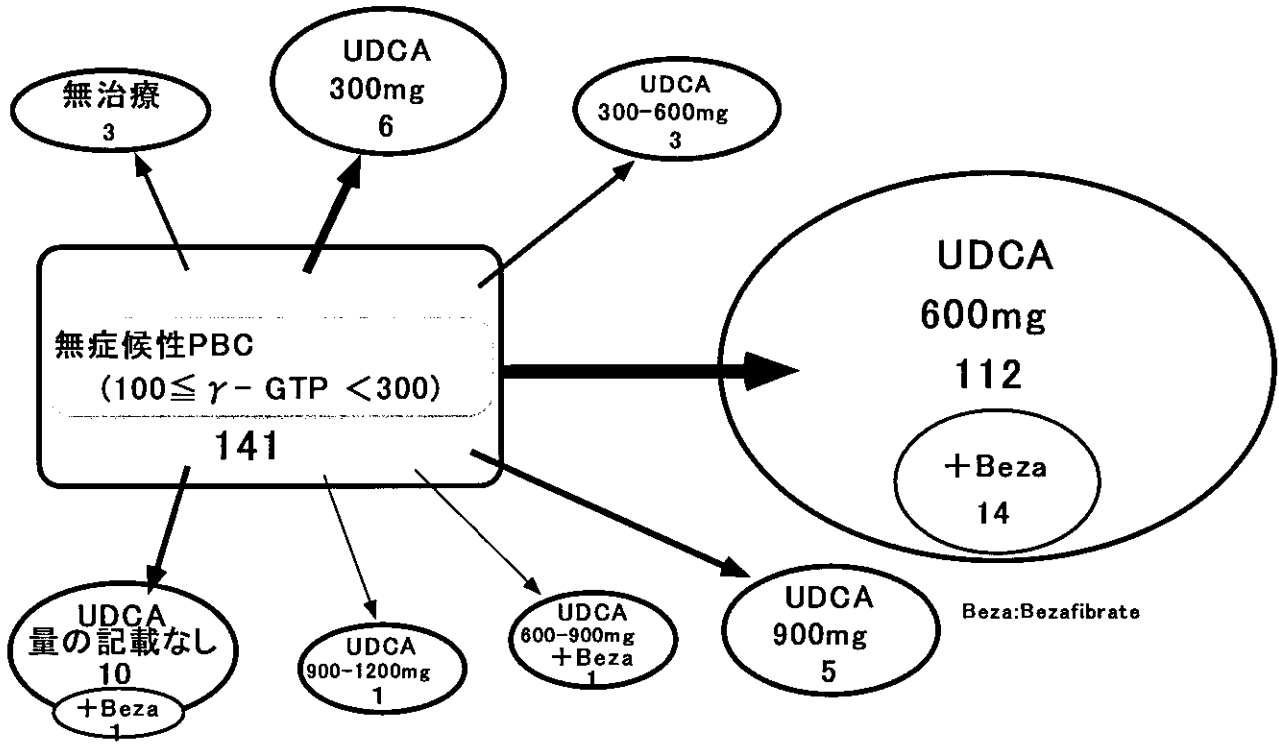 無治療
3
UDCA
300mg
6
UDCA
300-600mg
3
無症候性PBC
(100≦γ- GTP <300)
141
UDCA
600mg
112
+Beza
14
UDCA
量の記載なし
10
+Beza
1
UDCA
900-1200mg
1
UDCA
600-900mg
+Beza
1
UDCA
900mg
5
Beza:Bezafibrate